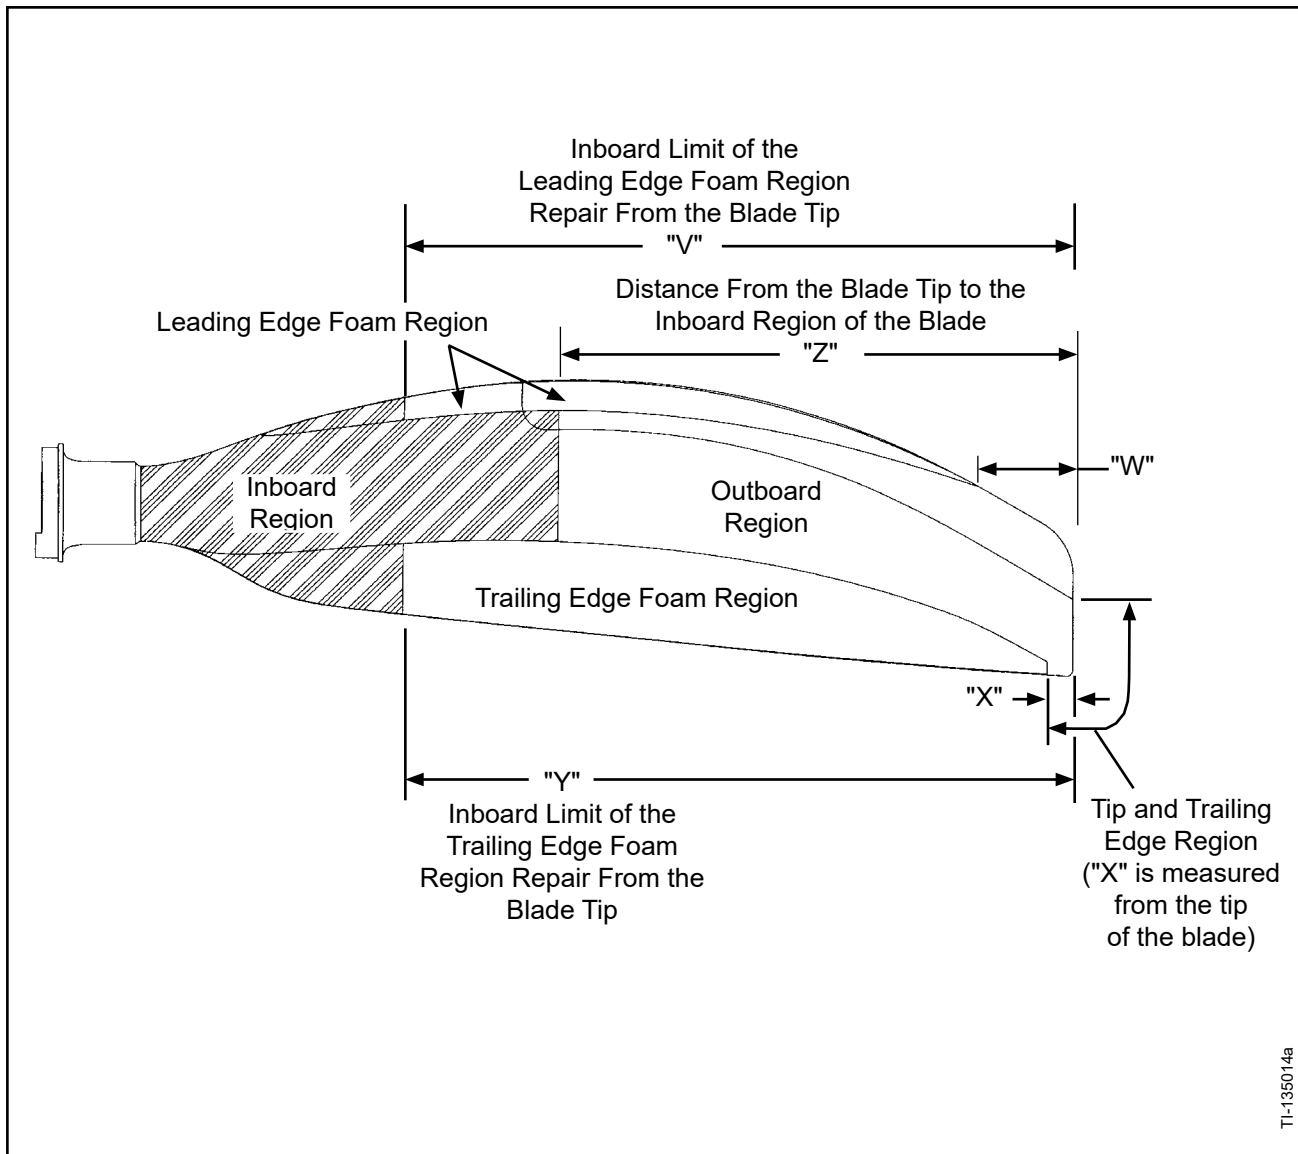 Inboard Limit of the
Leading Edge Foam Region
Repair From the Blade Tip
"V"
Distance From the Blade Tip to the
Inboard Region of the Blade
"Z"
Leading Edge Foam Region
"W"
Inboard
Region
Outboard
Region
Trailing Edge Foam Region
"X"
"Y"
Inboard Limit of the
Trailing Edge Foam
Region Repair From the
Blade Tip
Tip and Trailing
Edge Region
("X" is measured
from the tip
of the blade)
TI-135014a